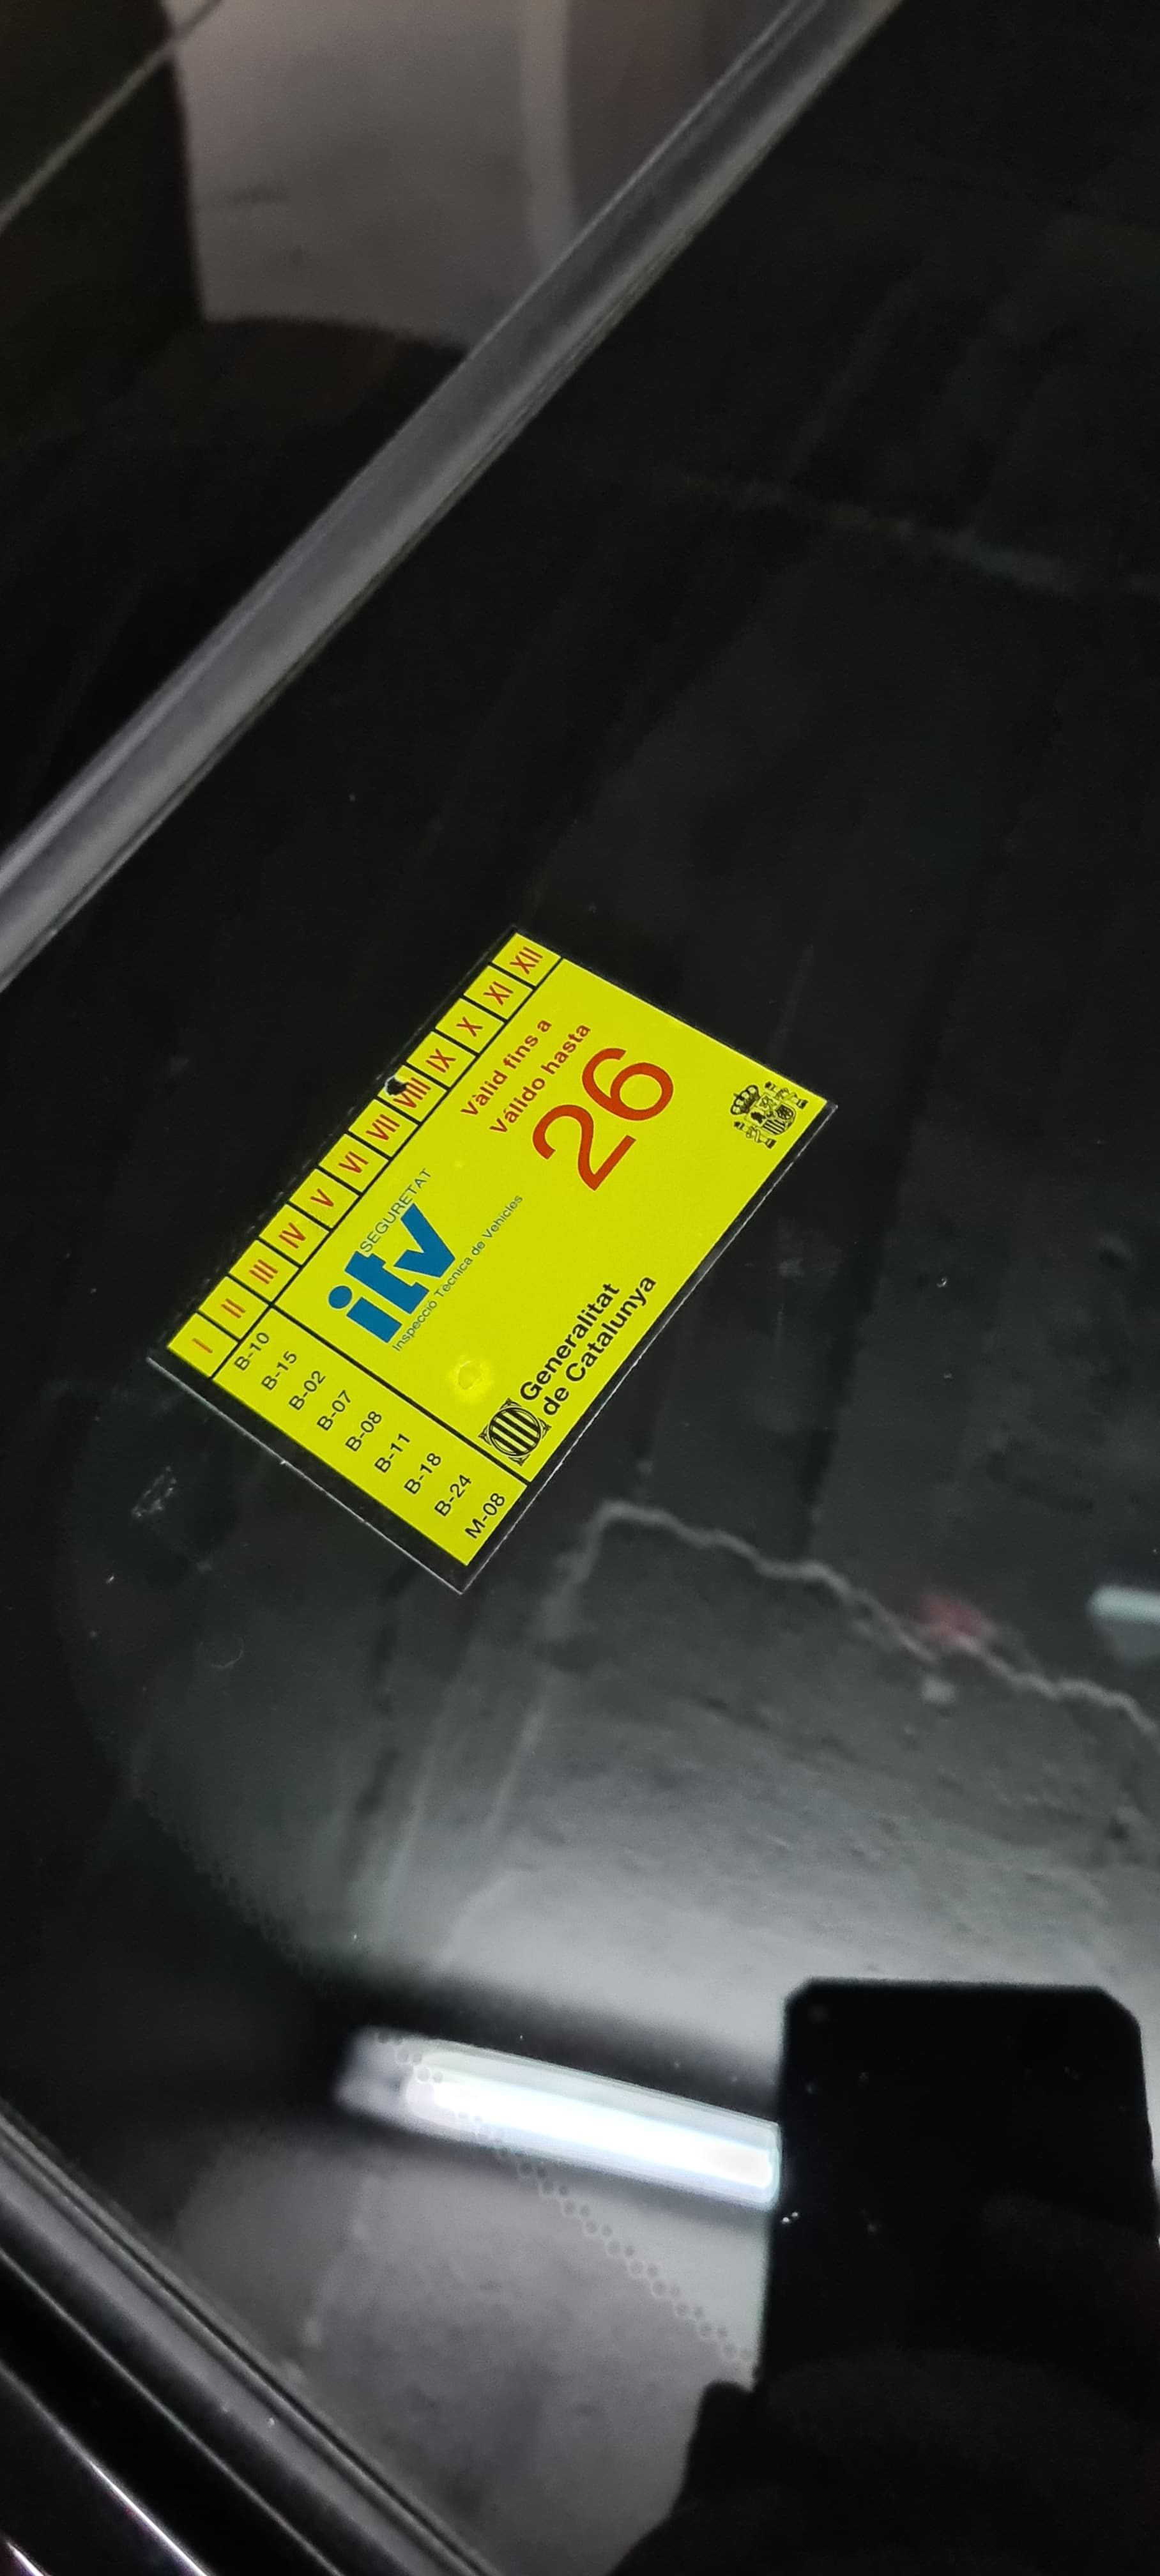 I II III IV V VI VII VIII IX X XI XII
B-10
B-15
B-02
B-07
B-08
B-11
B-18
B-24
M-08
SEGURETAT
itv
Inspecció Tècnica de Vehicles
Vàlid fins a
Válido hasta
26
Generalitat
de Catalunya